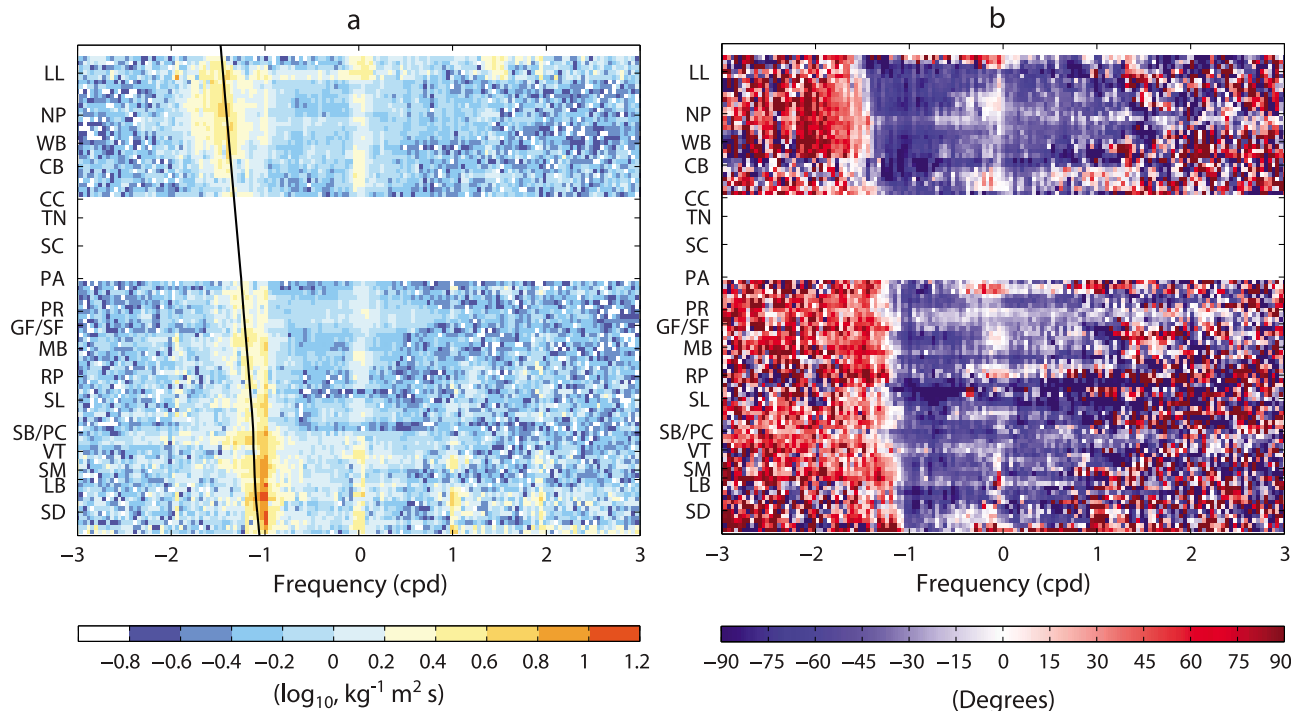 a
LL
NP
WB
CB
CC
TN
SC
PA
PR
GF/SF
MB
RP
SL
SB/PC
VT
SM
LB
SD
−3 −2 −1 0 1 2 3
Frequency (cpd)
−0.8 −0.6 −0.4 −0.2 0 0.2 0.4 0.6 0.8 1 1.2
(log10, kg-1 m2 s)
b
LL
NP
WB
CB
CC
TN
SC
PA
PR
GF/SF
MB
RP
SL
SB/PC
VT
SM
LB
SD
−3 −2 −1 0 1 2 3
Frequency (cpd)
−90 −75 −60 −45 −30 −15 0 15 30 45 60 75 90
(Degrees)